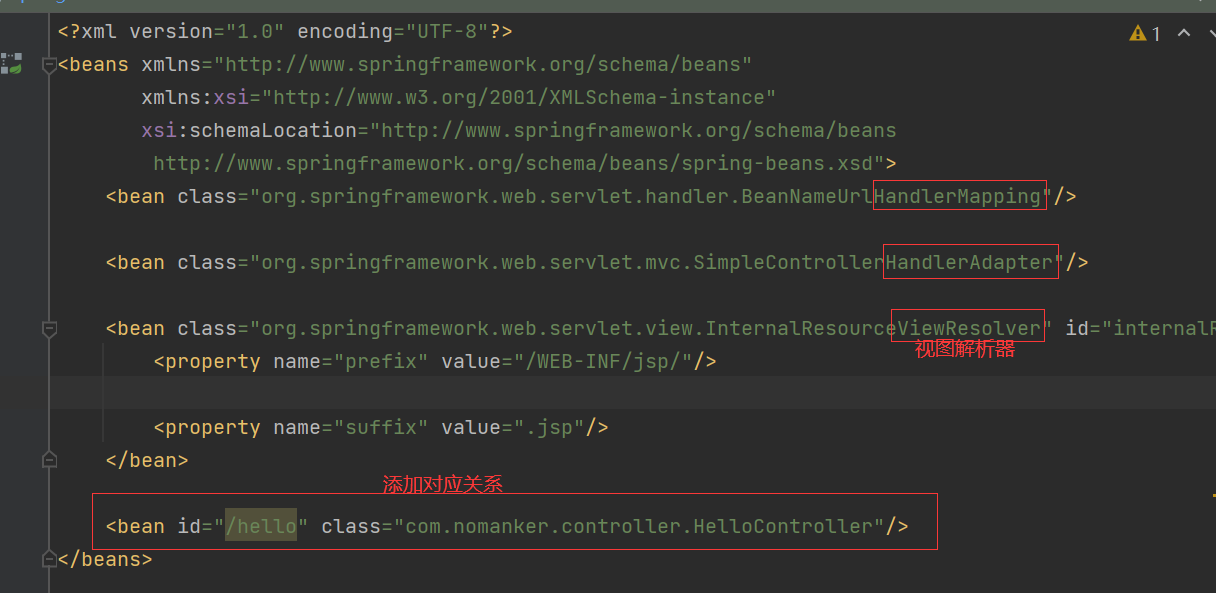 <?xml version="1.0" encoding="UTF-8"?>
1
<beans xmlns="http://www.springframework.org/schema/beans"
xmlns:xsi="http://www.w3.org/2001/XMLSchema-instance"
xsi:schemaLocation="http://www.springframework.org/schema/beans
http://www.springframework.org/schema/beans/spring-beans.xsd">
<bean class="org.springframework.web.servlet.handler.BeanNameUrlHandlerMapping"/>
<bean class="org.springframework.web.servlet.mvc.SimpleControllerHandlerAdapter"/>
<bean class="org.springframework.web.servlet.view.InternalResourceViewResolver" id="internalR
视图解析器
<property name="prefix" value="/WEB-INF/jsp/"/>
<property name="suffix" value=".jsp"/>
</bean>
添加对应关系
<bean id="/hello" class="com.nomanker.controller.HelloController"/>
</beans>